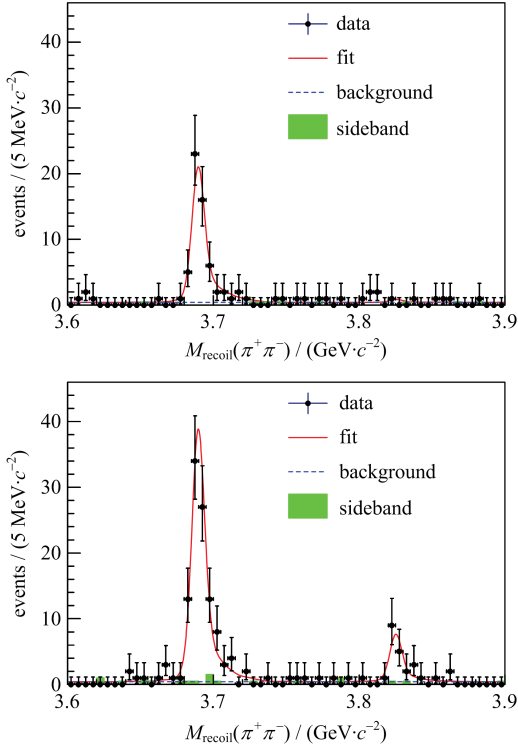 40
30
20
10
0
events / (5 MeV·c⁻²)
data
fit
background
sideband
3.6 3.7 3.8 3.9
M_recoil(π⁺π⁻) / (GeV·c⁻²)
40
30
20
10
0
events / (5 MeV·c⁻²)
data
fit
background
sideband
3.6 3.7 3.8 3.9
M_recoil(π⁺π⁻) / (GeV·c⁻²)